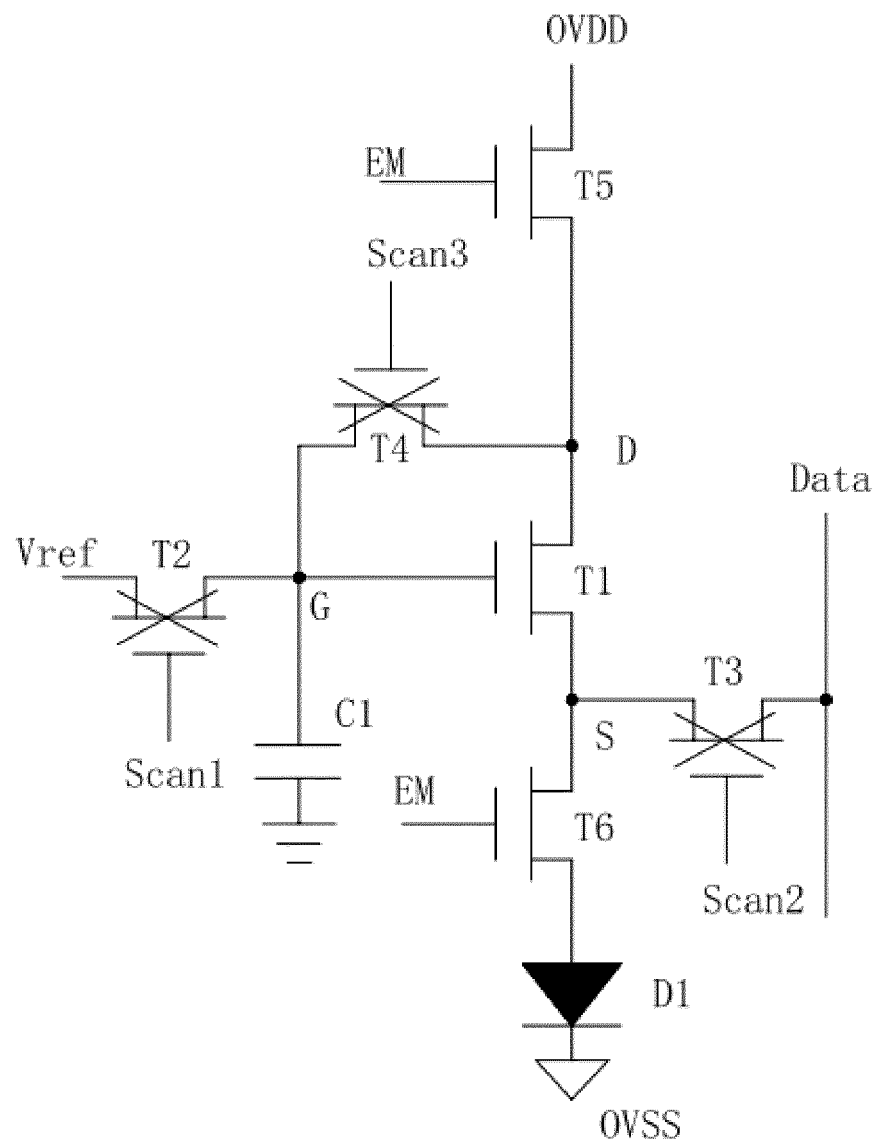 OVDD
EM
T5
Scan3
T4
D
Data
Vref
T2
G
T1
T3
C1
S
Scan1
EM
T6
Scan2
D1
OVSS